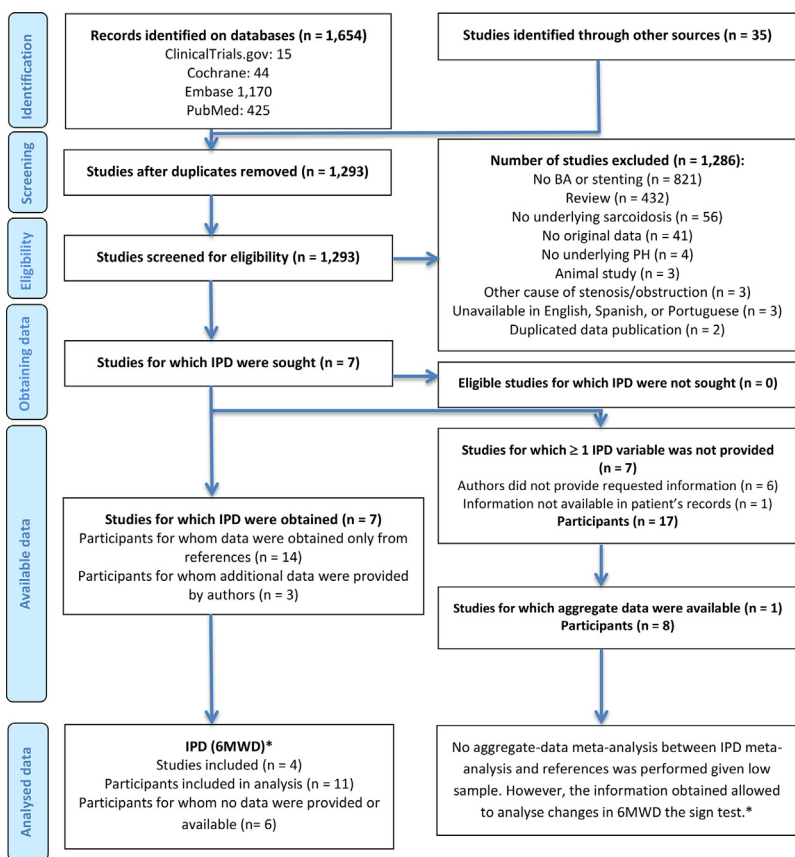 Identification
Records identified on databases (n = 1,654)
ClinicalTrials.gov: 15
Cochrane: 44
Embase 1,170
PubMed: 425
Studies identified through other sources (n = 35)
Screening
Studies after duplicates removed (n = 1,293)
Number of studies excluded (n = 1,286):
No BA or stenting (n = 821)
Review (n = 432)
No underlying sarcoidosis (n = 56)
No original data (n = 41)
No underlying PH (n = 4)
Animal study (n = 3)
Other cause of stenosis/obstruction (n = 3)
Unavailable in English, Spanish, or Portuguese (n = 3)
Duplicated data publication (n = 2)
Eligibility
Studies screened for eligibility (n = 1,293)
Obtaining data
Studies for which IPD were sought (n = 7)
Eligible studies for which IPD were not sought (n = 0)
Available data
Studies for which ≥ 1 IPD variable was not provided
(n = 7)
Authors did not provide requested information (n = 6)
Information not available in patient's records (n = 1)
Participants (n = 17)
Studies for which IPD were obtained (n = 7)
Participants for whom data were obtained only from
references (n = 14)
Participants for whom additional data were provided
by authors (n = 3)
Studies for which aggregate data were available (n = 1)
Participants (n = 8)
Analysed data
IPD (6MWD)*
Studies included (n = 4)
Participants included in analysis (n = 11)
Participants for whom no data were provided or
available (n= 6)
No aggregate-data meta-analysis between IPD meta-
analysis and references was performed given low
sample. However, the information obtained allowed
to analyse changes in 6MWD the sign test.*